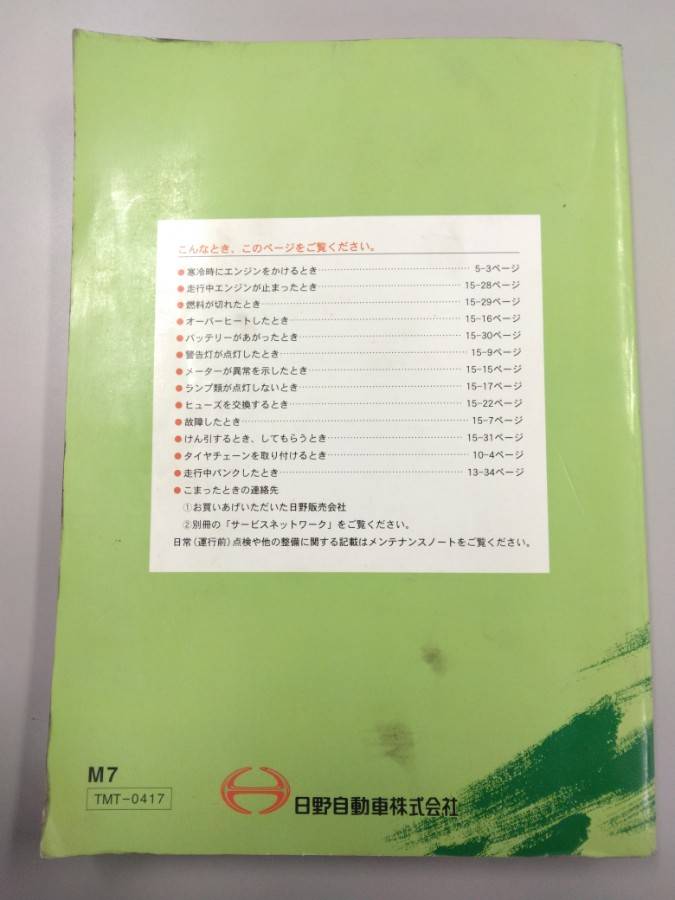 こんなとき、このページをご覧ください。
●寒冷時にエンジンをかけるとき………………………………5-3ページ
●走行中エンジンが止まったとき………………………………15-28ページ
●燃料が切れたとき………………………………15-29ページ
●オーバーヒートしたとき………………………………15-16ページ
●バッテリーがあがったとき………………………………15-30ページ
●警告灯が点灯したとき………………………………15-9ページ
●メーターが異常を示したとき………………………………15-15ページ
●ランプ類が点灯しないとき………………………………15-17ページ
●ヒューズを交換するとき………………………………15-22ページ
●故障したとき………………………………15-7ページ
●けん引するとき、してもらうとき………………………………15-31ページ
●タイヤチェーンを取り付けるとき………………………………10-4ページ
●走行中パンクしたとき………………………………13-34ページ
●こまったときの連絡先
①お買いあげいただいた日野販売会社
②別冊の「サービスネットワーク」をご覧ください。
日常(運行前)点検や他の整備に関する記載はメンテナンスノートをご覧ください。
M7
TMT-0417
日野自動車株式会社